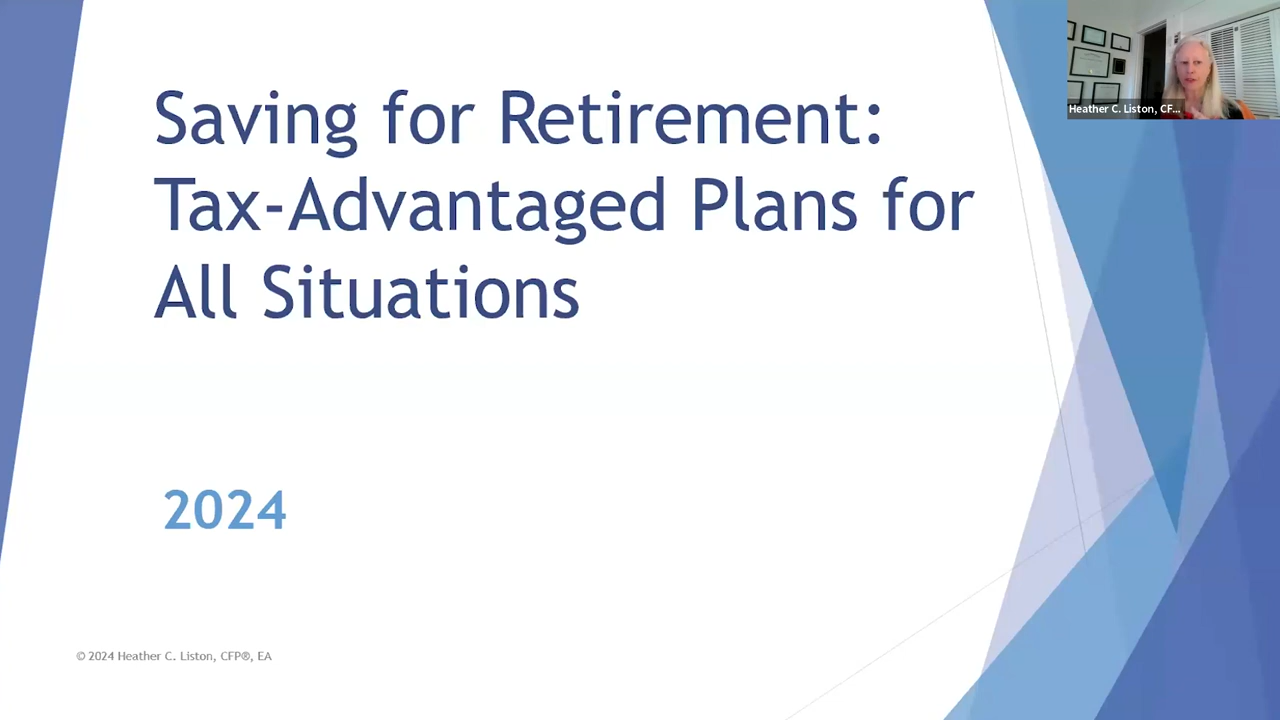 Saving for Retirement:
Tax-Advantaged Plans for
All Situations
2024
© 2024 Heather C. Liston, CFP®, EA
Heather C. Liston, CF...